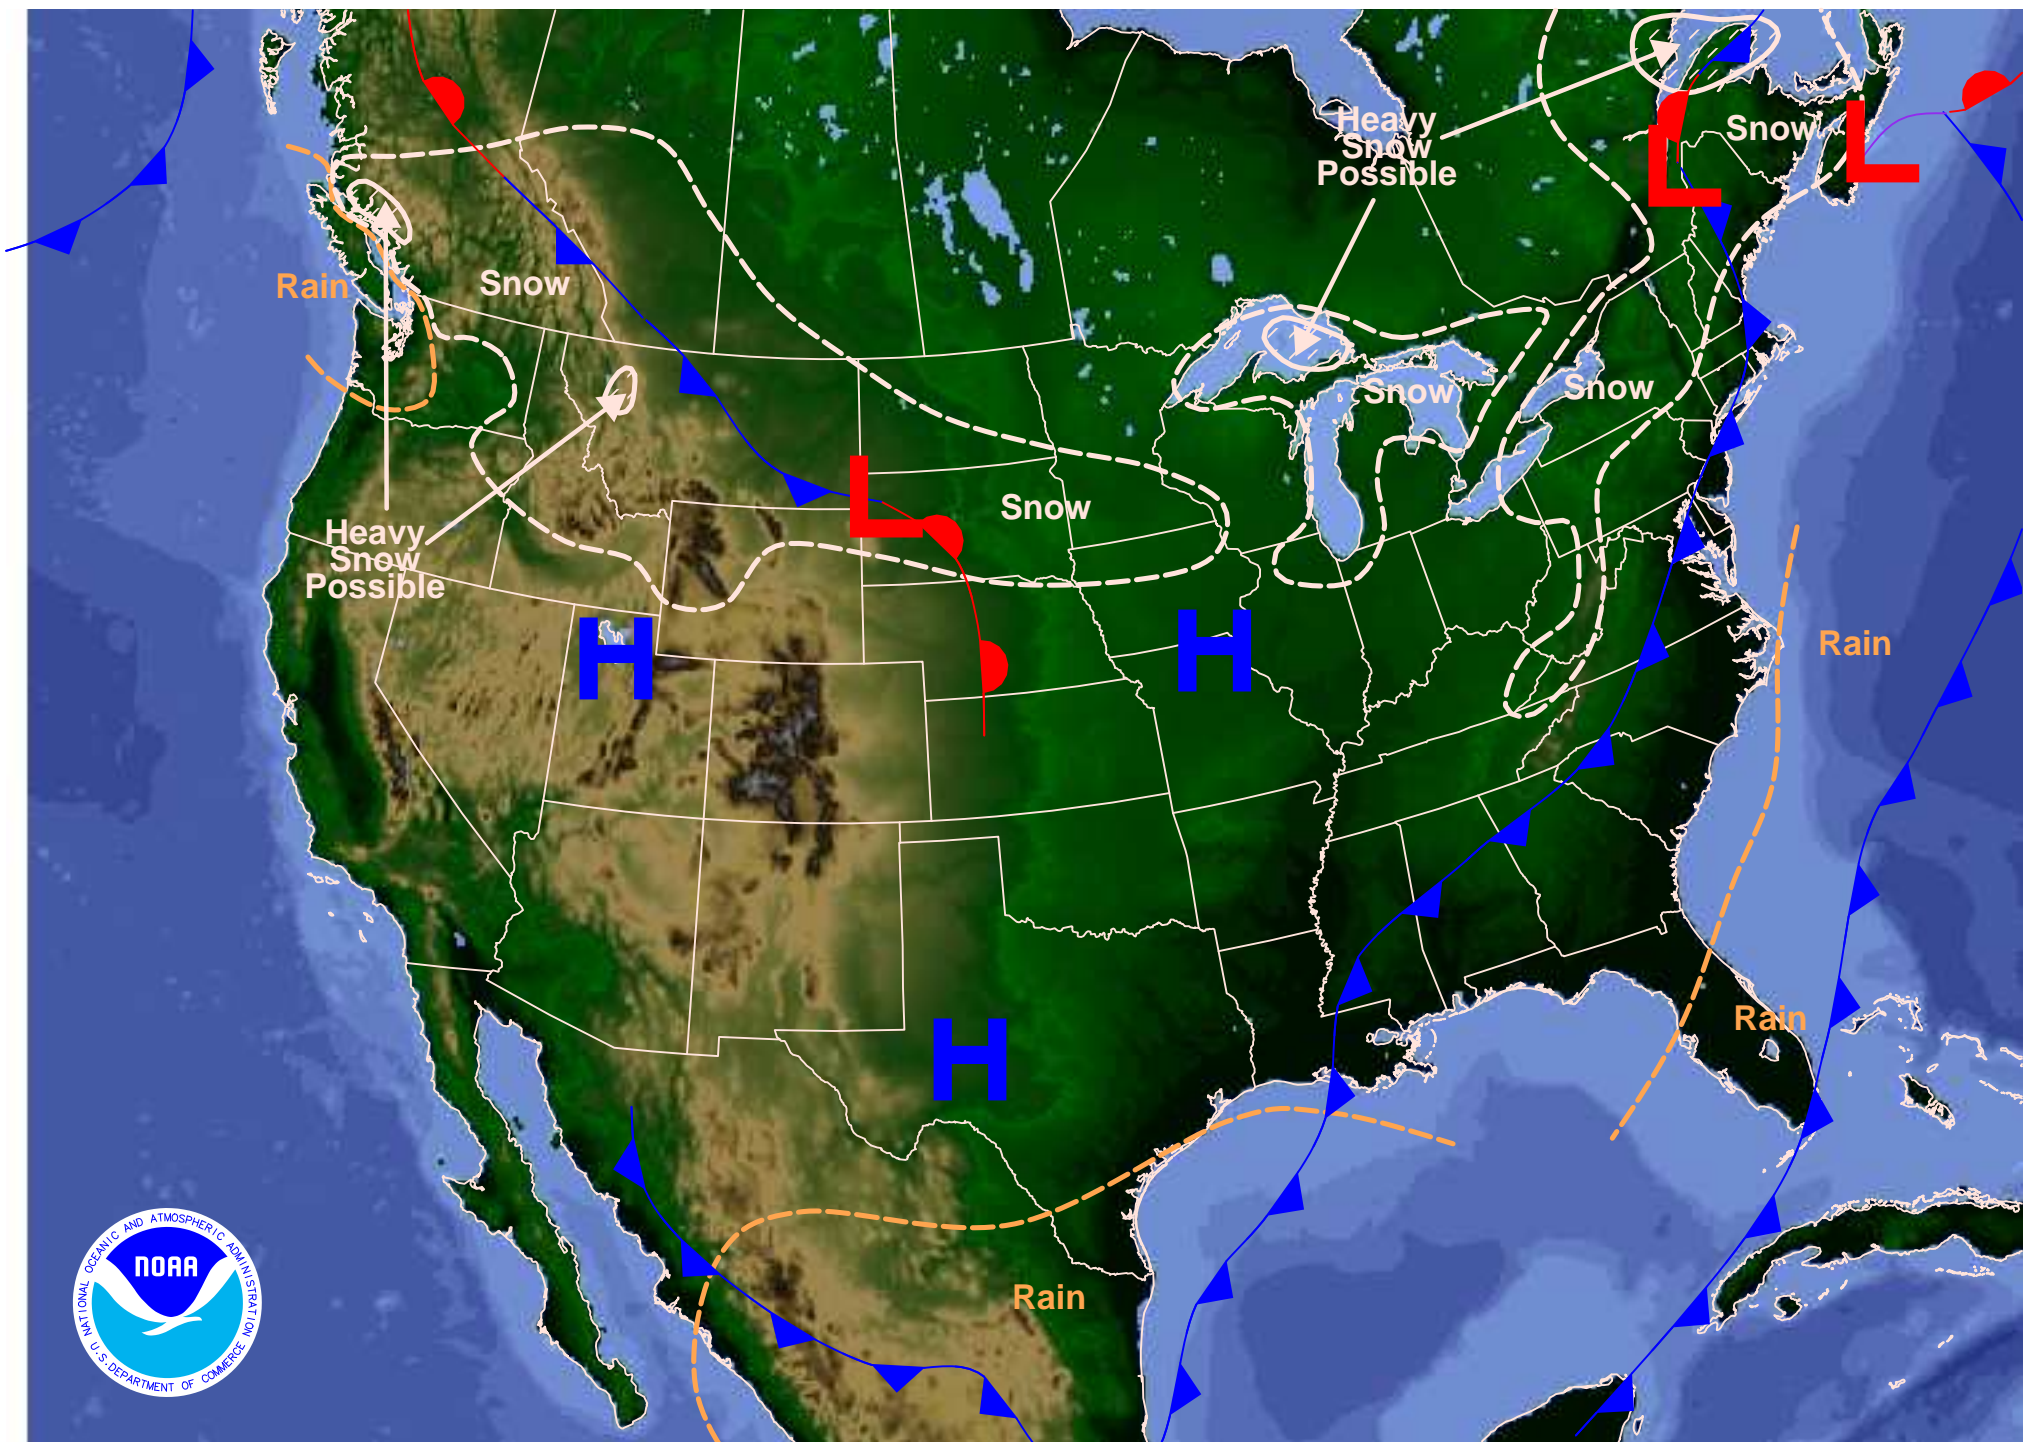 Heavy
Snow
Possible
Snow
L
L
Rain
Snow
Snow
Snow
L
Snow
Heavy
Snow
Possible
H
H
Rain
Rain
H
Rain
NATIONAL OCEANIC AND ATMOSPHERIC ADMINISTRATION
NOAA
U.S. DEPARTMENT OF COMMERCE